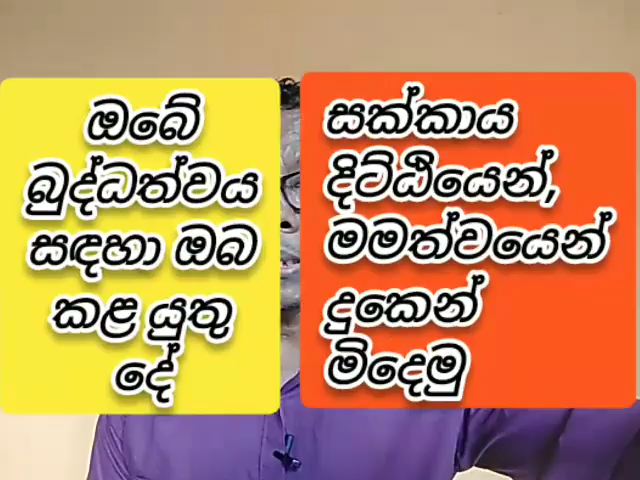 ඔබේ
බුද්ධත්වය
සඳහා ඔබ
කළ යුතු
දේ
සක්කාය
දිට්ඨියෙන්,
මමත්වයෙන්
දුකෙන්
මිදෙමු